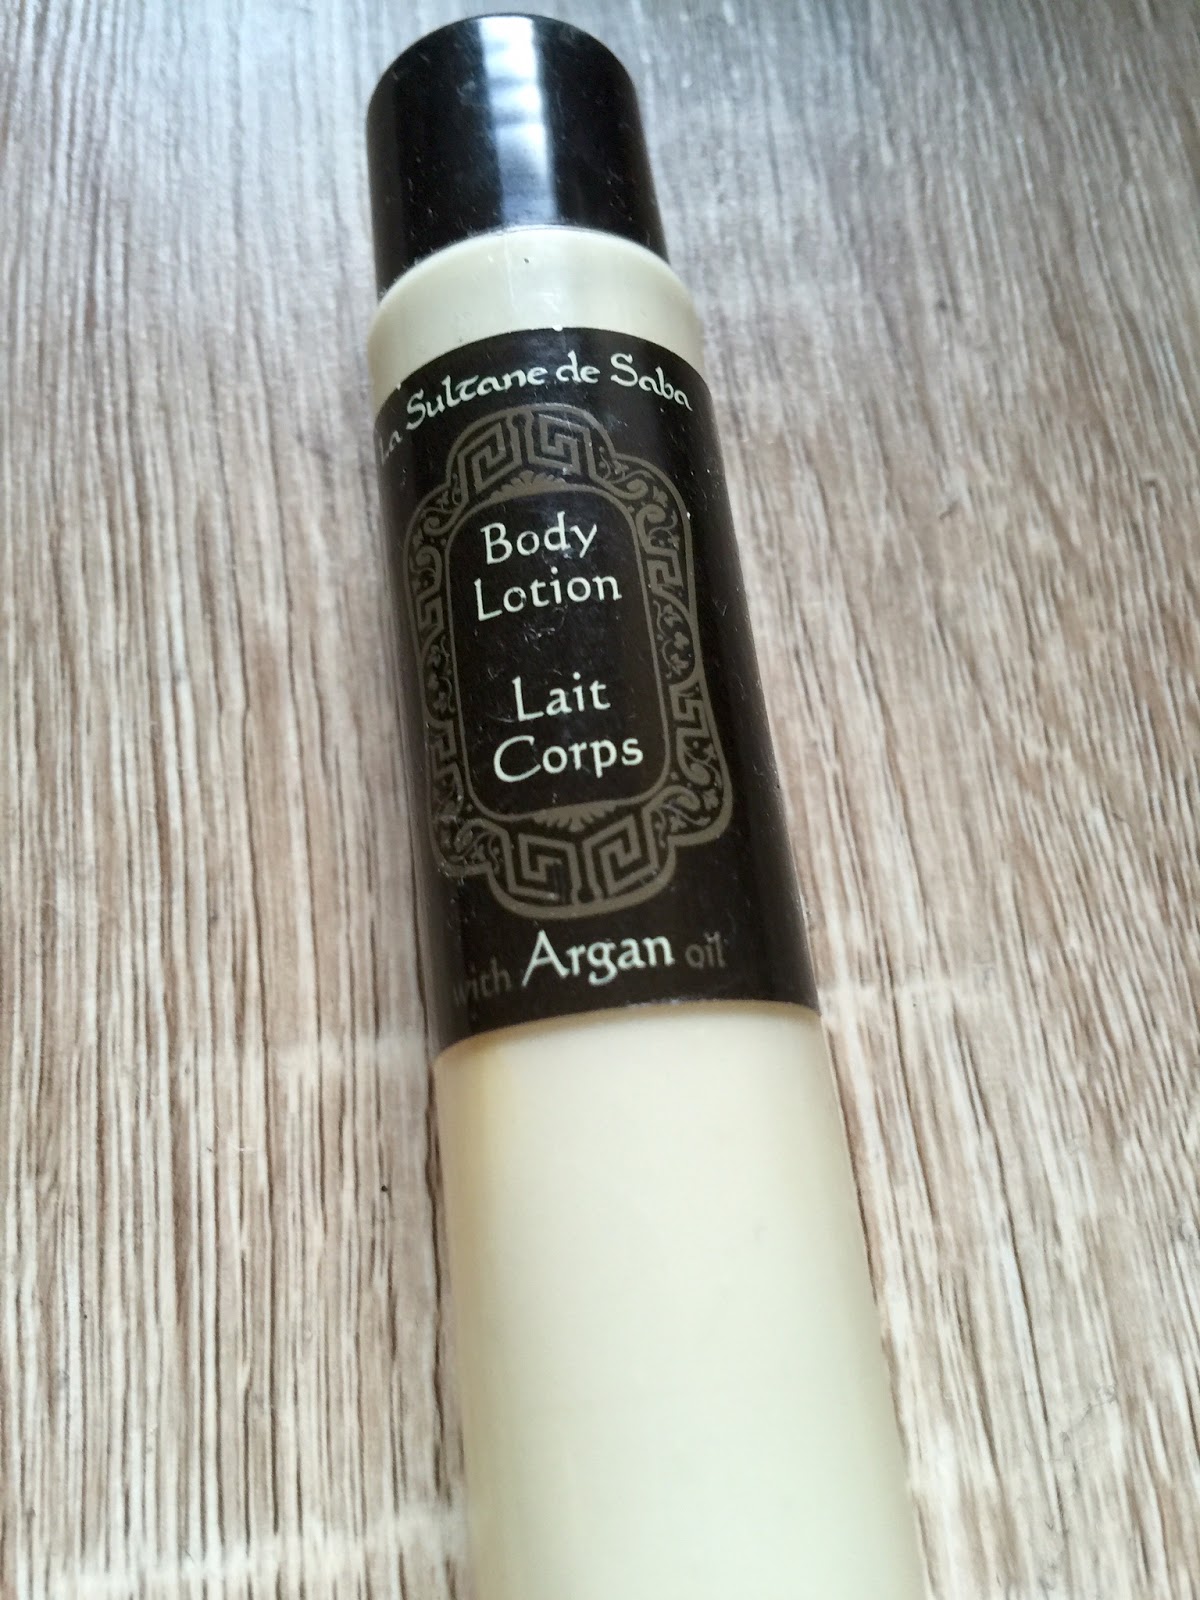 La Sultane de Saba
Body
Lotion
Lait
Corps
with Argan oil